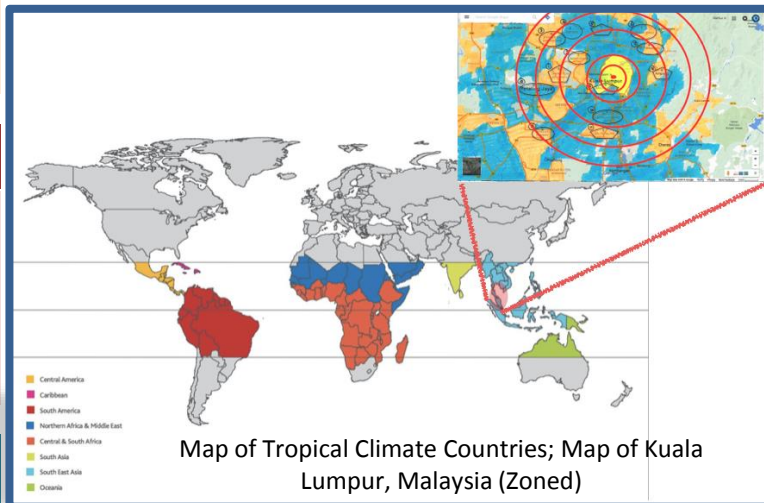 Central America
Caribbean
South America
Northern Africa & Middle East
Central & South Africa
South Asia
South East Asia
Oceania
Map of Tropical Climate Countries; Map of Kuala
Lumpur, Malaysia (Zoned)